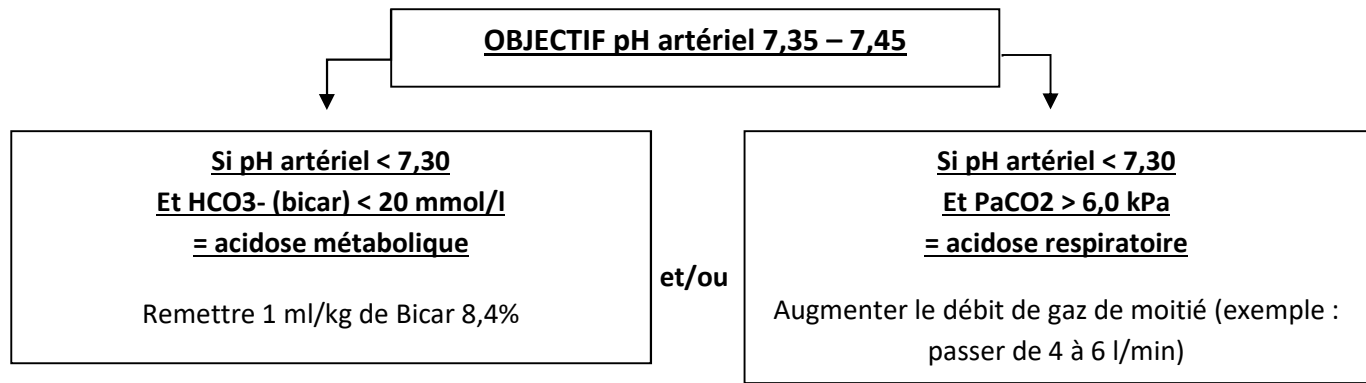 OBJECTIF pH artériel 7,35 – 7,45
Si pH artériel < 7,30
Et HCO3- (bicar) < 20 mmol/l
= acidose métabolique
Remettre 1 ml/kg de Bicar 8,4%
et/ou
Si pH artériel < 7,30
Et PaCO2 > 6,0 kPa
= acidose respiratoire
Augmenter le débit de gaz de moitié (exemple :
passer de 4 à 6 l/min)